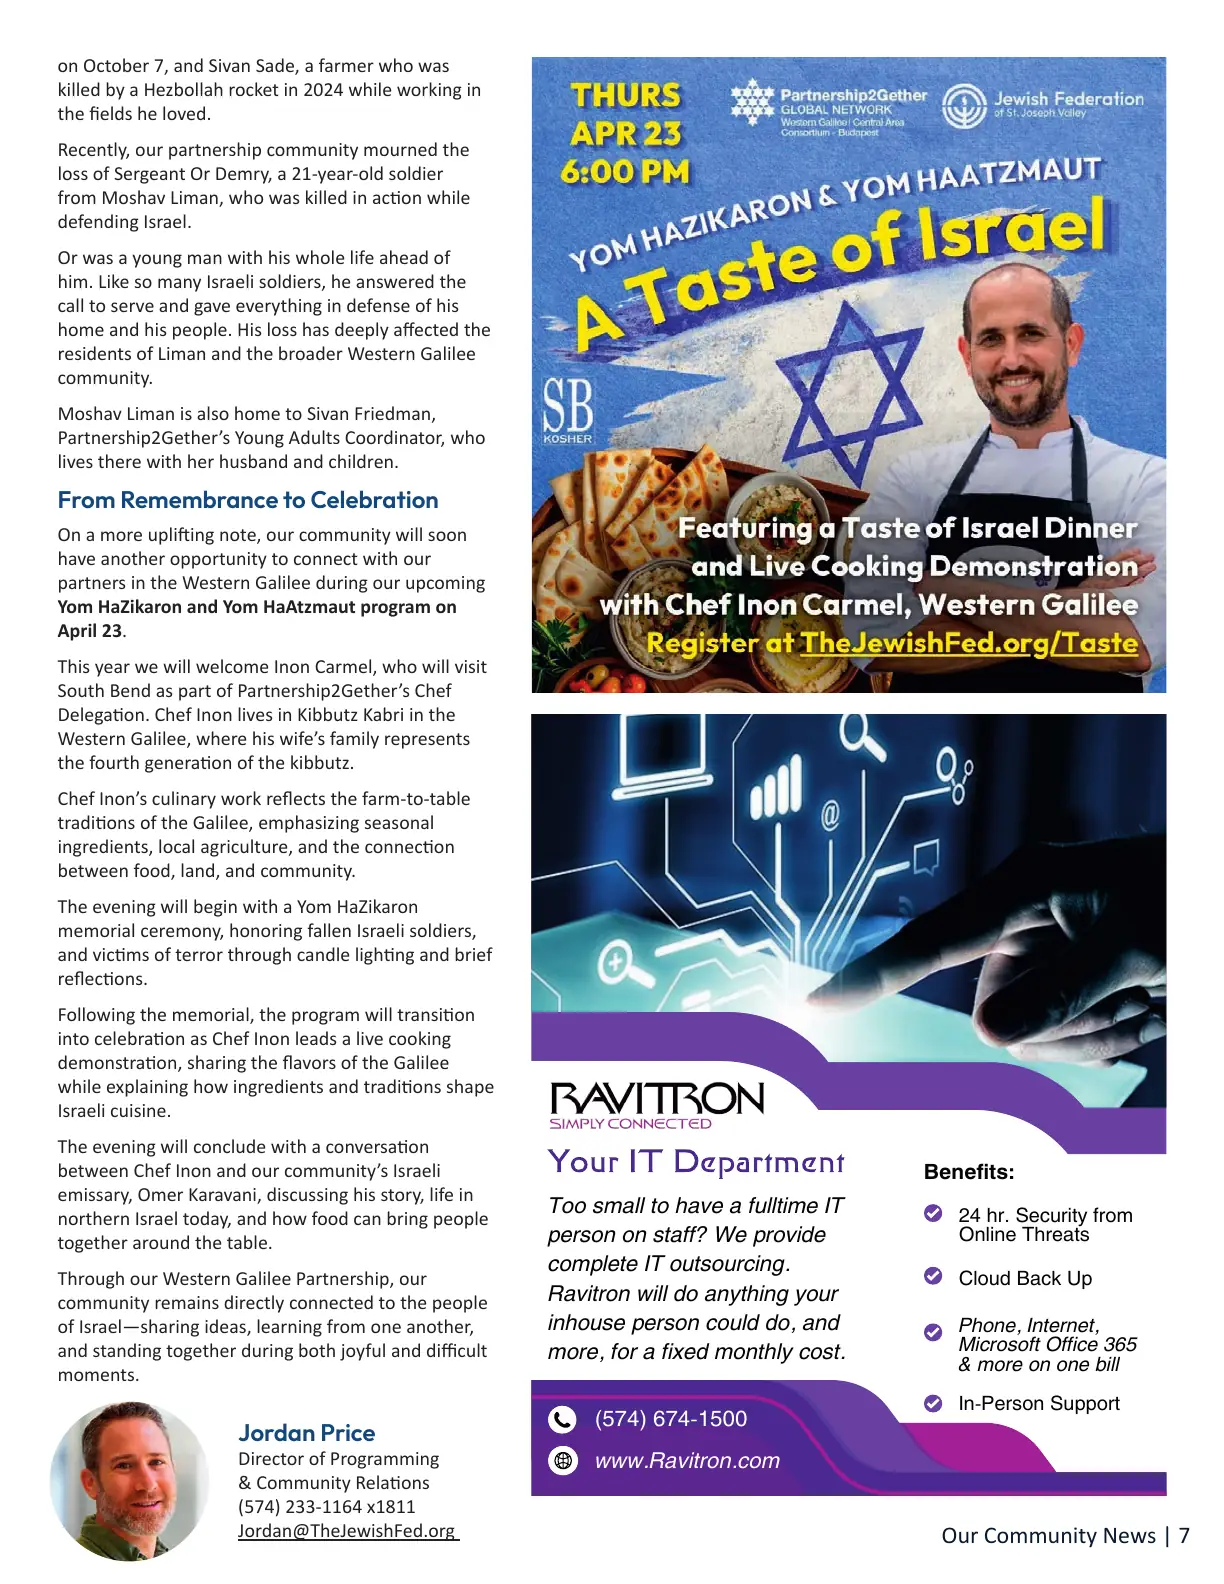 on October 7, and Sivan Sade, a farmer who was
killed by a Hezbollah rocket in 2024 while working in
the fields he loved.
Recently, our partnership community mourned the
loss of Sergeant Or Demry, a 21-year-old soldier
from Moshav Liman, who was killed in action while
defending Israel.
Or was a young man with his whole life ahead of
him. Like so many Israeli soldiers, he answered the
call to serve and gave everything in defense of his
home and his people. His loss has deeply affected the
residents of Liman and the broader Western Galilee
community.
Moshav Liman is also home to Sivan Friedman,
Partnership2Gether’s Young Adults Coordinator, who
lives there with her husband and children.
From Remembrance to Celebration
On a more uplifting note, our community will soon
have another opportunity to connect with our
partners in the Western Galilee during our upcoming
Yom HaZikaron and Yom HaAtzmaut program on
April 23.
This year we will welcome Inon Carmel, who will visit
South Bend as part of Partnership2Gether’s Chef
Delegation. Chef Inon lives in Kibbutz Kabri in the
Western Galilee, where his wife’s family represents
the fourth generation of the kibbutz.
Chef Inon’s culinary work reflects the farm-to-table
traditions of the Galilee, emphasizing seasonal
ingredients, local agriculture, and the connection
between food, land, and community.
The evening will begin with a Yom HaZikaron
memorial ceremony, honoring fallen Israeli soldiers,
and victims of terror through candle lighting and brief
reflections.
Following the memorial, the program will transition
into celebration as Chef Inon leads a live cooking
demonstration, sharing the flavors of the Galilee
while explaining how ingredients and traditions shape
Israeli cuisine.
The evening will conclude with a conversation
between Chef Inon and our community’s Israeli
emissary, Omer Karavani, discussing his story, life in
northern Israel today, and how food can bring people
together around the table.
Through our Western Galilee Partnership, our
community remains directly connected to the people
of Israel—sharing ideas, learning from one another,
and standing together during both joyful and difficult
moments.
Jordan Price
Director of Programming
& Community Relations
(574) 233-1164 x1811
Jordan@TheJewishFed.org
THURS
APR 23
6:00 PM
Partnership2Gether
GLOBAL NETWORK
Western Galilee | Central Area
Consortium - Budapest
Jewish Federation
of St. Joseph Valley
YOM HAZIKARON & YOM HAATZMAUT
A Taste of Israel
SB
KOSHER
Featuring a Taste of Israel Dinner
and Live Cooking Demonstration
with Chef Inon Carmel, Western Galilee
Register at TheJewishFed.org/Taste
@
RAVITRON
SIMPLY CONNECTED
Your IT Department
Too small to have a fulltime IT
person on staff? We provide
complete IT outsourcing.
Ravitron will do anything your
inhouse person could do, and
more, for a fixed monthly cost.
Benefits:
24 hr. Security from
Online Threats
Cloud Back Up
Phone, Internet,
Microsoft Office 365
& more on one bill
In-Person Support
(574) 674-1500
www.Ravitron.com
Our Community News | 7